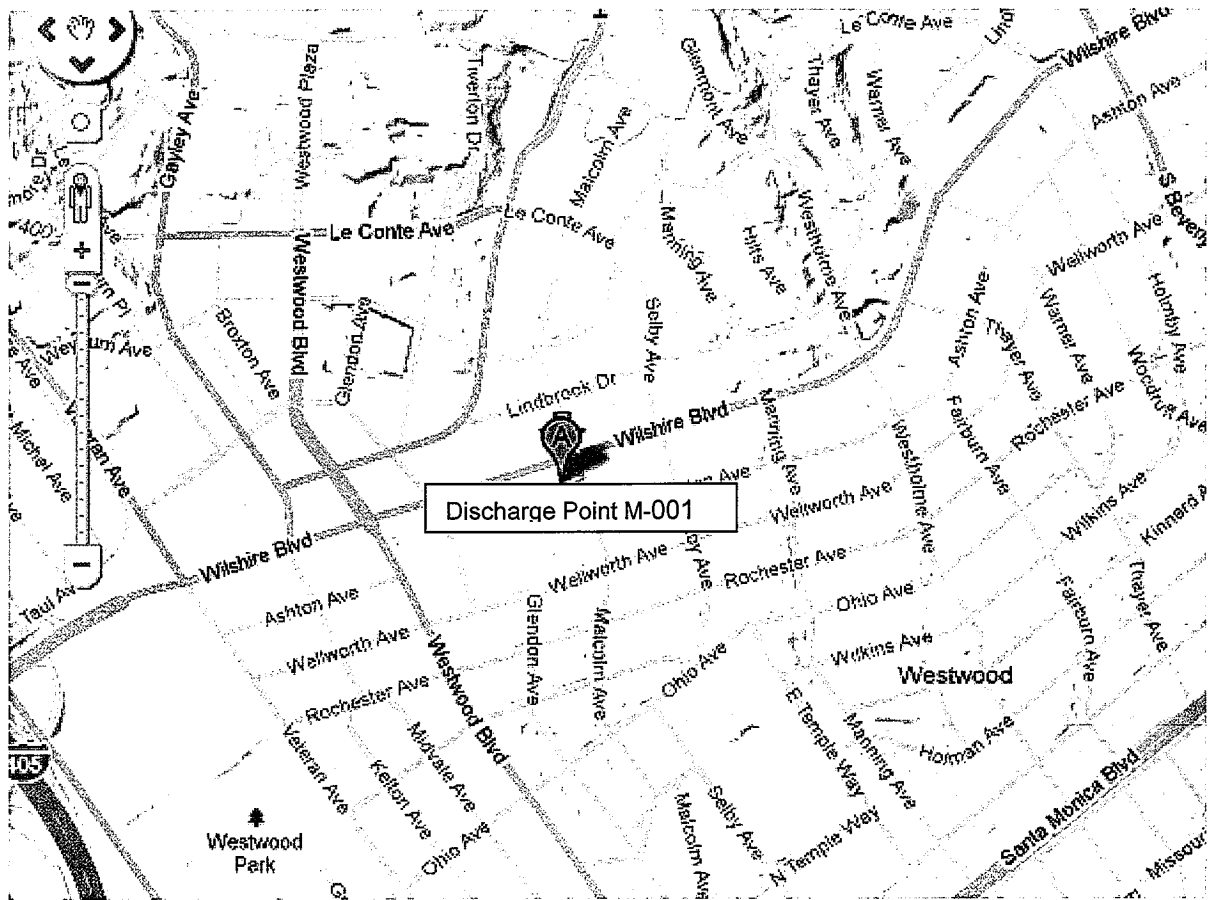 Le Conte Ave
Wilshire Blvd
Westwood Plaza
Tiverton Dr
Glenmont Ave
Thayer Ave
Warner Ave
Ashton Ave
Gayley Ave
Malcolm Ave
S Beverly
400
Le Conte Ave
Le Conte Ave
Westwood Blvd
Manning Ave
Hilts Ave
Westholme Ave
Wellworth Ave
Holmby Ave
Broxton Ave
Glendon Ave
Selby Ave
Ashton Ave
Thayer Ave
Warner Ave
Woodruff Ave
Lindbrook Dr
A
Wilshire Blvd
Manning Ave
Fairburn Ave
Rochester Ave
Michel Ave
Westholme Ave
Discharge Point M-001
Wellworth Ave
Wilkins Ave
Wilshire Blvd
Wellworth Ave
Rochester Ave
Ohio Ave
Ashton Ave
Glendon Ave
Malcolm Ave
Fairburn Ave
Thayer Ave
Wellworth Ave
Wilkins Ave
Rochester Ave
Westwood Blvd
Ohio Ave
Westwood
E Temple Way
Manning Ave
Holman Ave
405
Veteran Ave
Kelton Ave
Midvale Ave
Santa Monica Blvd
Westwood
Park
Ohio Ave
Malcolm Ave
Selby Ave
N Temple Way